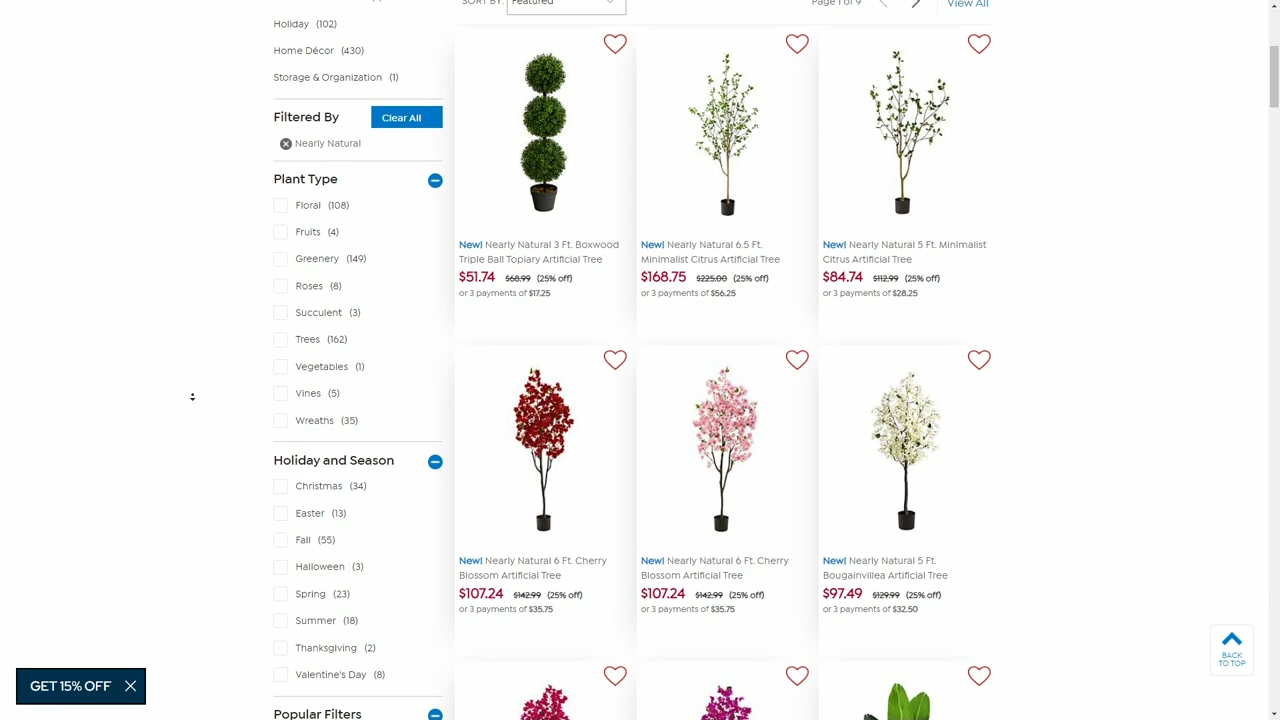 SORT BY: Featured
Page 1 of 9
View All
Holiday (102)
Home Décor (430)
Storage & Organization (1)
Filtered By
Clear All
Nearly Natural
Plant Type
Floral (108)
Fruits (4)
Greenery (149)
Roses (8)
Succulent (3)
Trees (162)
Vegetables (1)
Vines (5)
Wreaths (35)
Holiday and Season
Christmas (34)
Easter (13)
Fall (55)
Halloween (3)
Spring (23)
Summer (18)
Thanksgiving (2)
Valentine's Day (8)
Popular Filters
New! Nearly Natural 3 Ft. Boxwood
Triple Ball Topiary Artificial Tree
$51.74 $68.99 (25% off)
or 3 payments of $17.25
New! Nearly Natural 6.5 Ft.
Minimalist Citrus Artificial Tree
$168.75 $225.00 (25% off)
or 3 payments of $56.25
New! Nearly Natural 5 Ft. Minimalist
Citrus Artificial Tree
$84.74 $112.99 (25% off)
or 3 payments of $28.25
New! Nearly Natural 6 Ft. Cherry
Blossom Artificial Tree
$107.24 $142.99 (25% off)
or 3 payments of $35.75
New! Nearly Natural 6 Ft. Cherry
Blossom Artificial Tree
$107.24 $142.99 (25% off)
or 3 payments of $35.75
New! Nearly Natural 5 Ft.
Bougainvillea Artificial Tree
$97.49 $129.99 (25% off)
or 3 payments of $32.50
GET 15% OFF
BACK
TO TOP